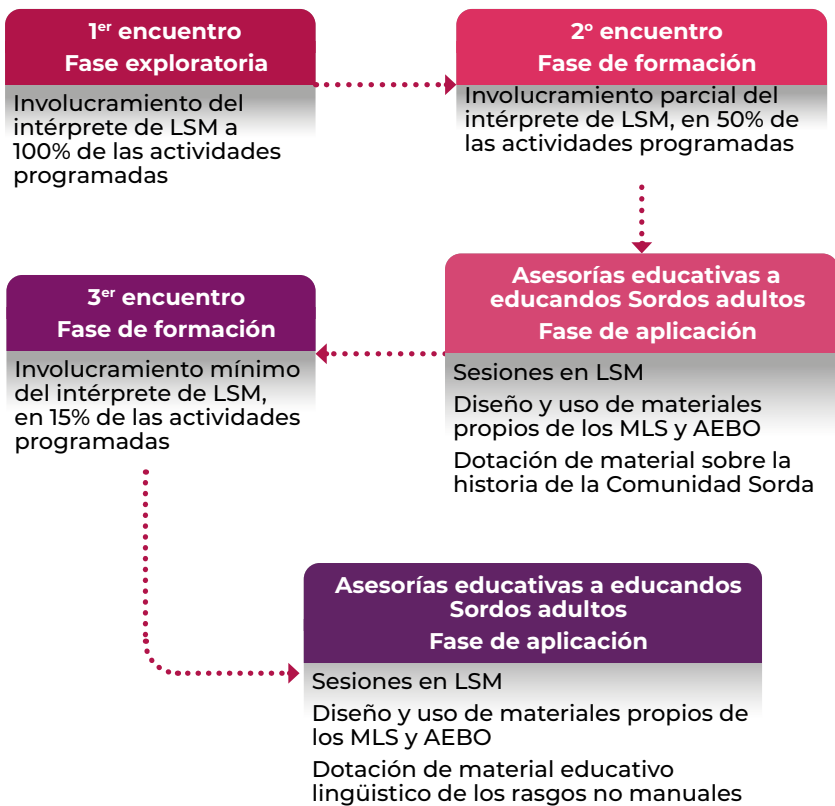 1er encuentro
Fase exploratoria
Involucramiento del
intérprete de LSM a
100% de las actividades
programadas
2o encuentro
Fase de formación
Involucramiento parcial del
intérprete de LSM, en 50% de
las actividades programadas
Asesorías educativas a
educandos Sordos adultos
Fase de aplicación
Sesiones en LSM
Diseño y uso de materiales
propios de los MLS y AEBO
Dotación de material sobre la
historia de la Comunidad Sorda
3er encuentro
Fase de formación
Involucramiento mínimo
del intérprete de LSM,
en 15% de las actividades
programadas
Asesorías educativas a educandos
Sordos adultos
Fase de aplicación
Sesiones en LSM
Diseño y uso de materiales propios de
los MLS y AEBO
Dotación de material educativo
lingüistico de los rasgos no manuales